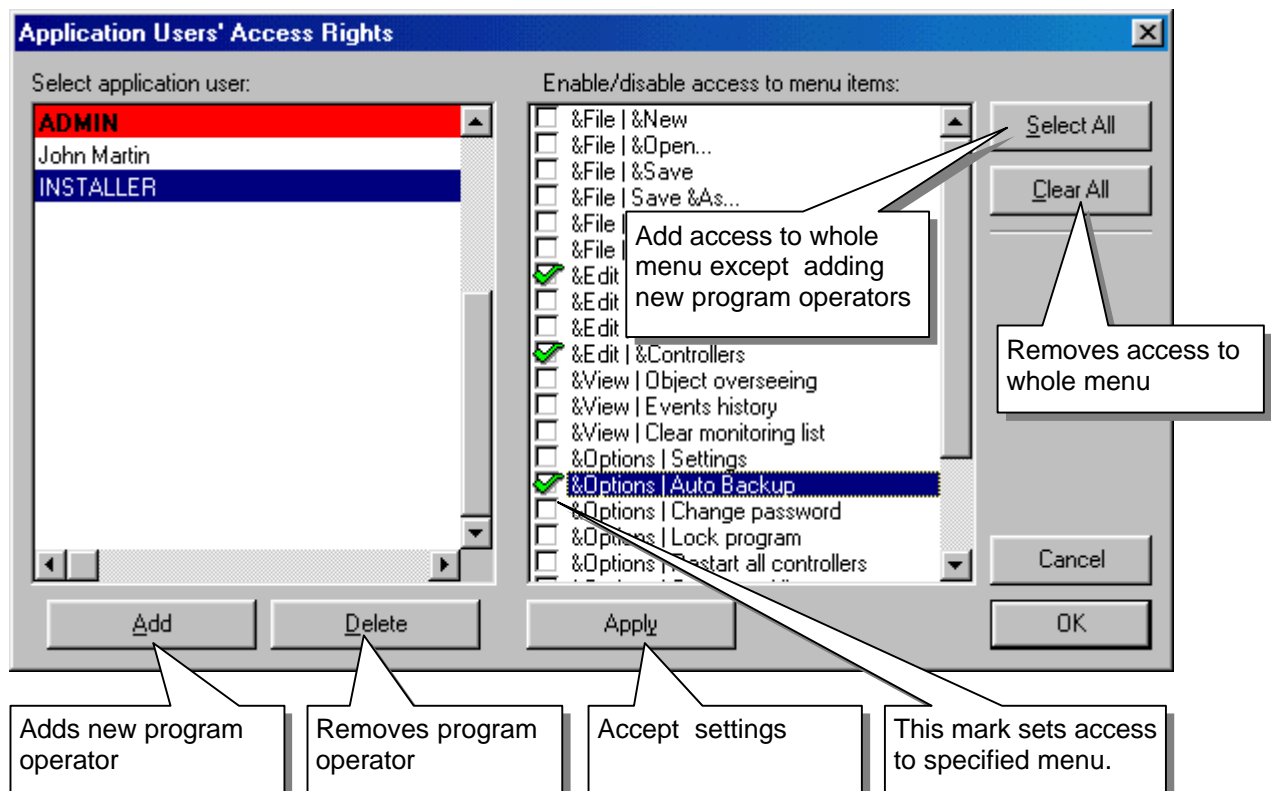 Application Users' Access Rights
Select application user:
ADMIN
John Martin
INSTALLER
Enable/disable access to menu items:
&File | &New
&File | &Open...
&File | &Save
&File | Save &As...
&File |
&File |
&Edit
&Edit
&Edit
&Edit | &Controllers
&View | Object overseeing
&View | Events history
&View | Clear monitoring list
&Options | Settings
&Options | Auto Backup
&Options | Change password
&Options | Lock program
&Options | Restart all controllers
Select All
Clear All
Cancel
OK
Add
Delete
Apply
Add access to whole
menu except adding
new program operators
Removes access to
whole menu
Adds new program
operator
Removes program
operator
Accept settings
This mark sets access
to specified menu.